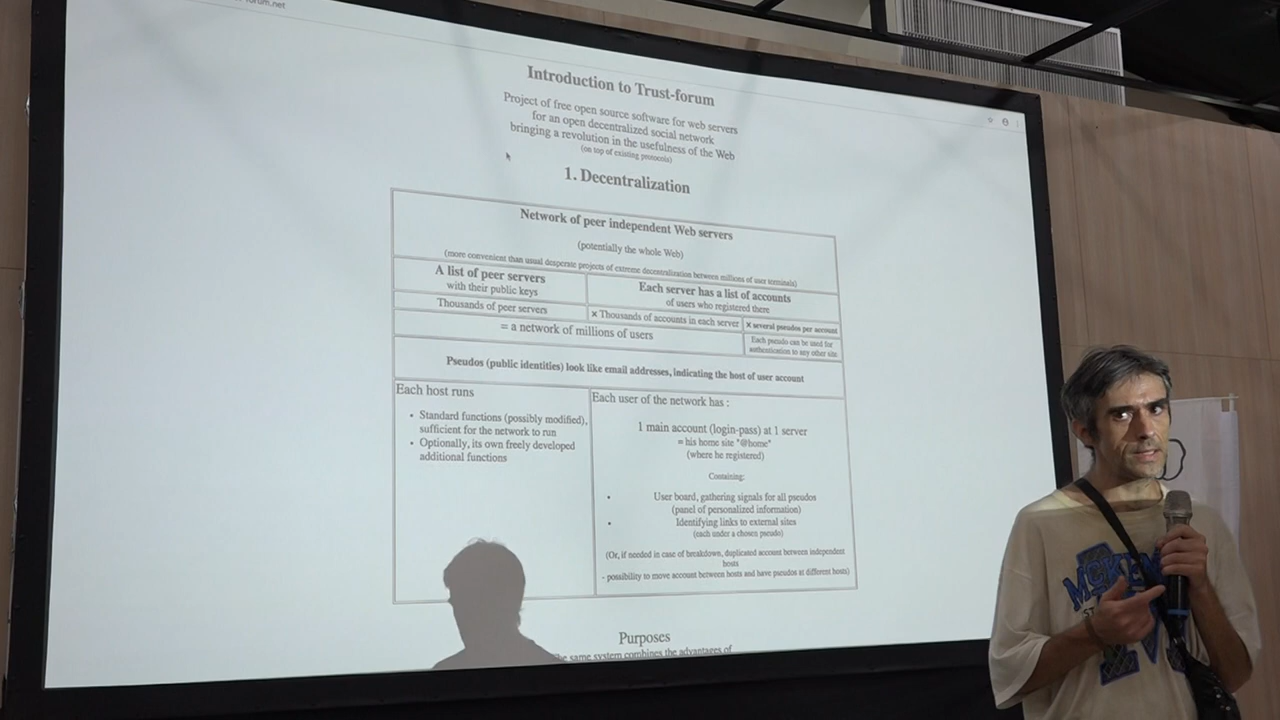 forum.net
Introduction to Trust-forum
Project of free open source software for web servers
for an open decentralized social network
bringing a revolution in the usefulness of the Web
(on top of existing protocols)
1. Decentralization
Network of peer independent Web servers
(potentially the whole Web)
(more convenient than usual desperate projects of extreme decentralization between millions of user terminals)
A list of peer servers
with their public keys
Each server has a list of accounts
of users who registered there
Thousands of peer servers
× Thousands of accounts in each server
× several pseudos per account
= a network of millions of users
Each pseudo can be used for
authentication to any other site
Pseudos (public identities) look like email addresses, indicating the host of user account
Each host runs
• Standard functions (possibly modified),
sufficient for the network to run
• Optionally, its own freely developed
additional functions
Each user of the network has :
1 main account (login-pass) at 1 server
= his home site "@home"
(where he registered)
Containing:
• User board, gathering signals for all pseudos
(panel of personalized information)
• Identifying links to external sites
(each under a chosen pseudo)
(Or, if needed in case of breakdown, duplicated account between independent
hosts
- possibility to move account between hosts and have pseudos at different hosts)
Purposes
The same system combines the advantages of